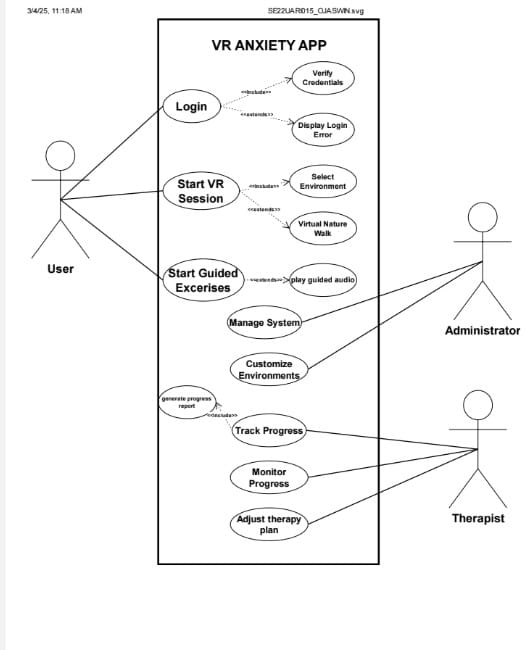 3/4/25, 11:18 AM
SE22UARI015_OJASWIN.svg
VR ANXIETY APP
Verify
Credentials
<<Include>>
Login
<<extends>>
Display Login
Error
Select
Environment
Start VR
Session
<<include>>
<<extends>>
Virtual Nature
Walk
User
Start Guided
Excerises
<<extends>>
play guided audio
Manage System
Administrator
Customize
Environments
generate progress
report
<<include>>
Track Progress
Monitor
Progress
Adjust therapy
plan
Therapist